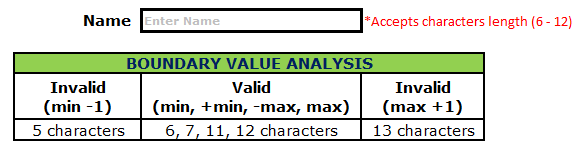 Name Enter Name *Accepts characters length (6 - 12)
BOUNDARY VALUE ANALYSIS
Invalid Valid Invalid
(min -1) (min, +min, -max, max) (max +1)
5 characters 6, 7, 11, 12 characters 13 characters